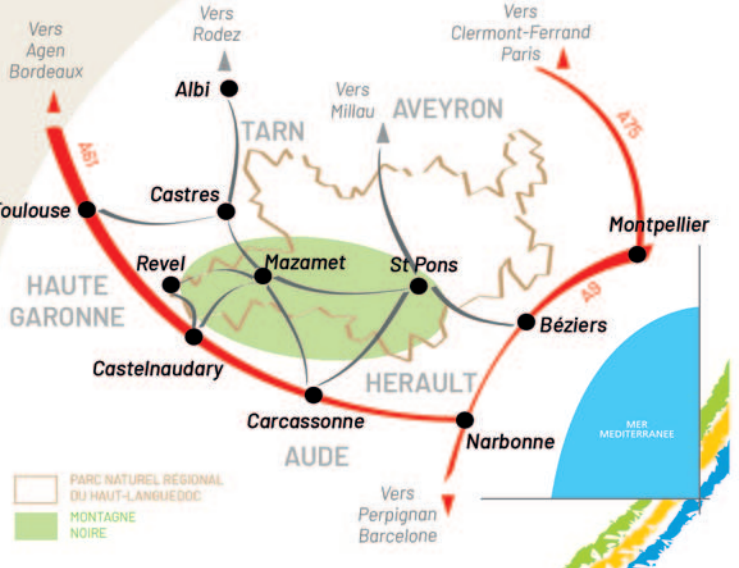 Vers
Agen
Bordeaux
Vers
Rodez
Vers
Clermont-Ferrand
Paris
Vers
Millau
AVEYRON
Albi
TARN
A75
A61
Castres
oulouse
Montpellier
Revel
Mazamet
St Pons
HAUTE
GARONNE
A9
Béziers
Castelnaudary
HERAULT
Carcassonne
Narbonne
MER
MEDITERRANEE
AUDE
PARC NATUREL RÉGIONAL
DU HAUT-LANGUEDOC
MONTAGNE
NOIRE
Vers
Perpignan
Barcelone